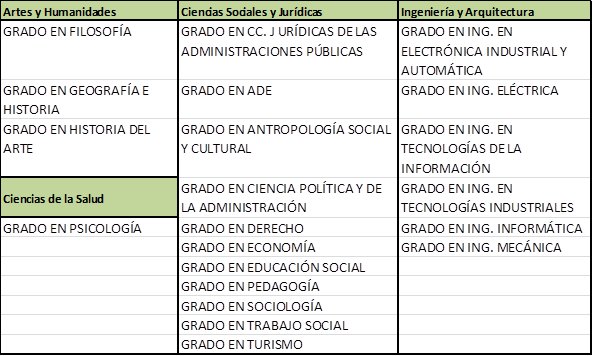 Artes y Humanidades
GRADO EN FILOSOFÍA
GRADO EN GEOGRAFÍA E
HISTORIA
GRADO EN HISTORIA DEL
ARTE
Ciencias de la Salud
GRADO EN PSICOLOGÍA
Ciencias Sociales y Jurídicas
GRADO EN CC. J URÍDICAS DE LAS
ADMINISTRACIONES PÚBLICAS
GRADO EN ADE
GRADO EN ANTROPOLOGÍA SOCIAL
Y CULTURAL
GRADO EN CIENCIA POLÍTICA Y DE
LA ADMINISTRACIÓN
GRADO EN DERECHO
GRADO EN ECONOMÍA
GRADO EN EDUCACIÓN SOCIAL
GRADO EN PEDAGOGÍA
GRADO EN SOCIOLOGÍA
GRADO EN TRABAJO SOCIAL
GRADO EN TURISMO
Ingeniería y Arquitectura
GRADO EN ING. EN
ELECTRÓNICA INDUSTRIAL Y
AUTOMÁTICA
GRADO EN ING. ELÉCTRICA
GRADO EN ING. EN
TECNOLOGÍAS DE LA
INFORMACIÓN
GRADO EN ING. EN
TECNOLOGÍAS INDUSTRIALES
GRADO EN ING. INFORMÁTICA
GRADO EN ING. MECÁNICA